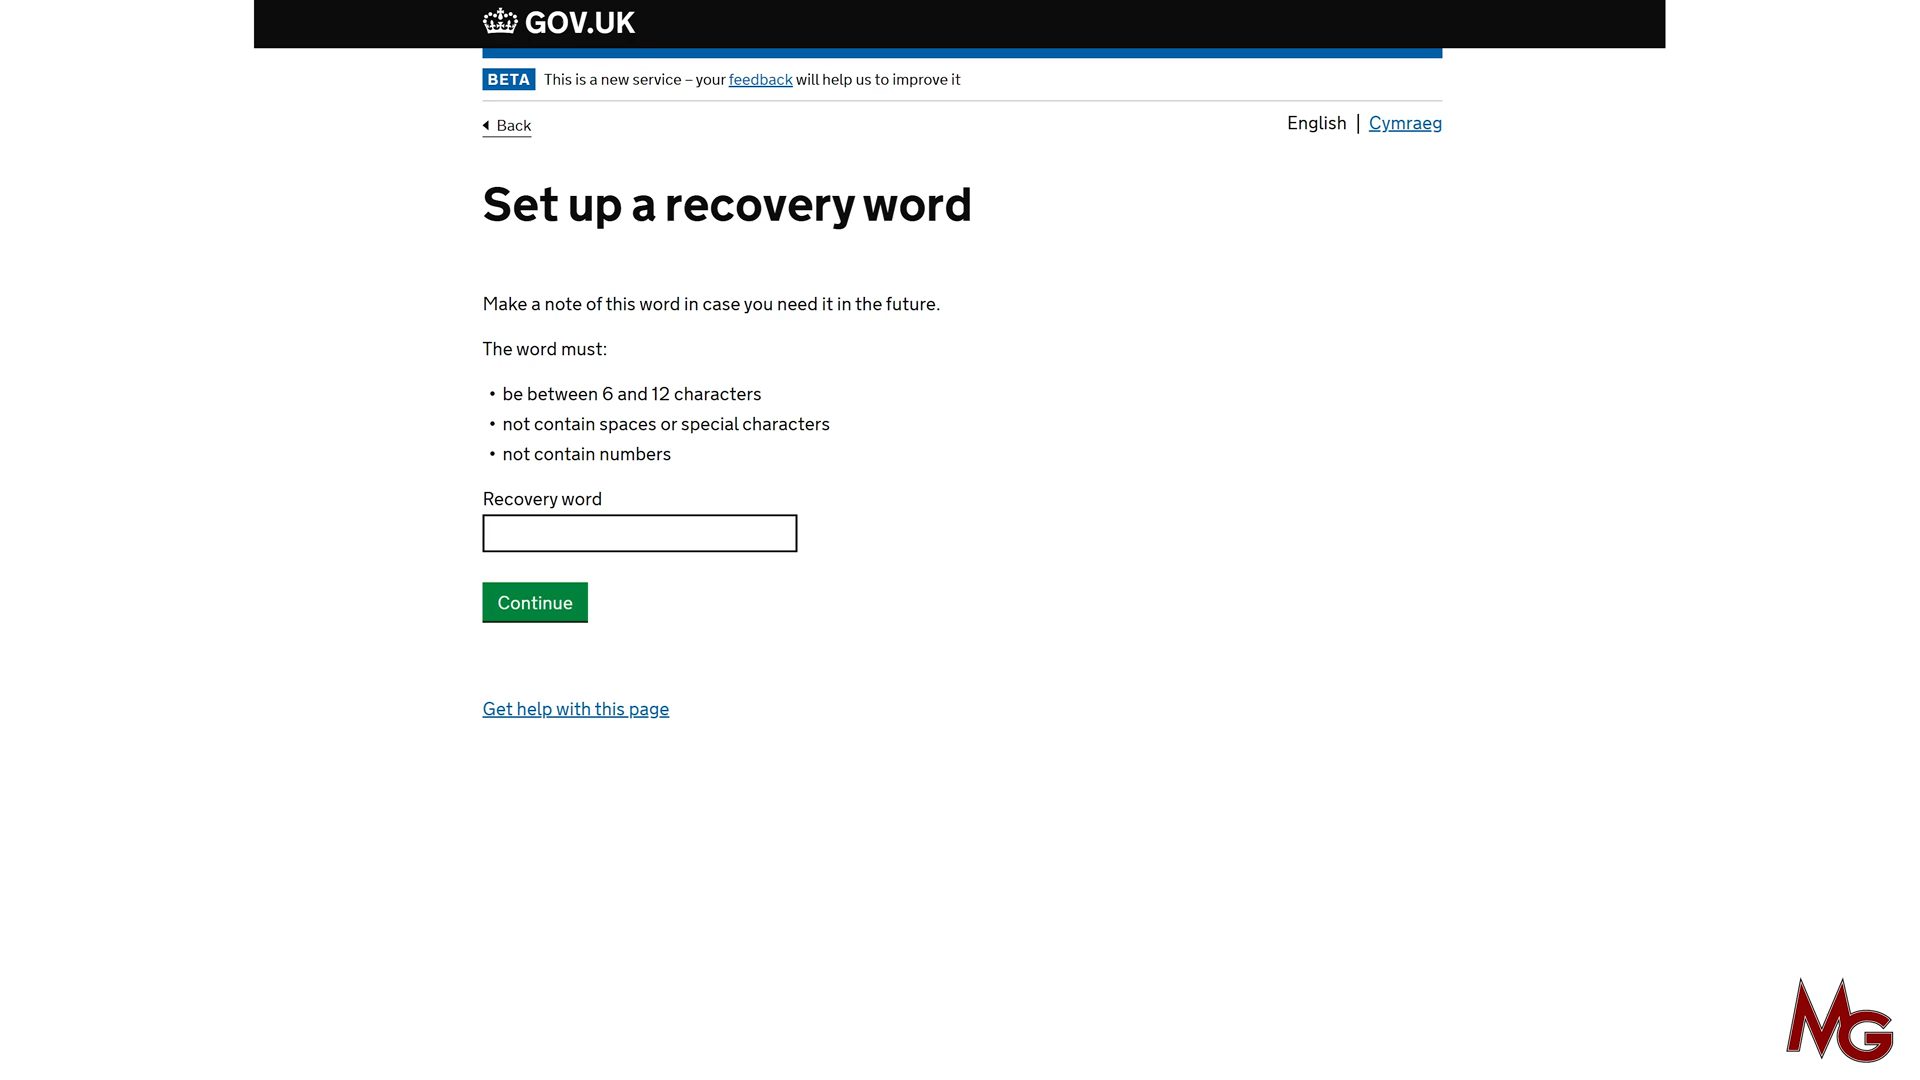 GOV.UK
BETA This is a new service – your feedback will help us to improve it
Back
English | Cymraeg
Set up a recovery word
Make a note of this word in case you need it in the future.
The word must:
• be between 6 and 12 characters
• not contain spaces or special characters
• not contain numbers
Recovery word
Continue
Get help with this page
MG